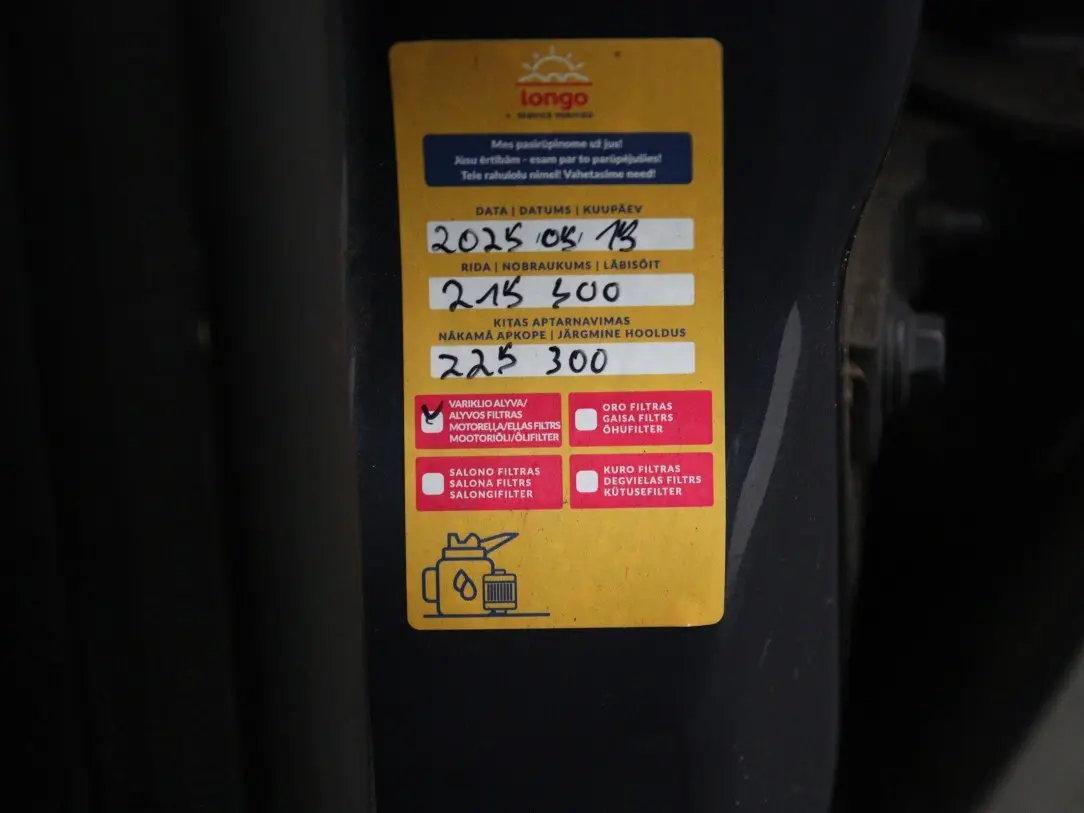 longo
Mes pasirūpinome už jus!
Jūsu ērtībām - esam par to parūpējušies!
Teie rahulolu nimel! Vahetasime need!
DATA | DATUMS | KUUPÄEV
2025 05 15
RIDA | NOBRAUKUMS | LÄBISÕIT
215 300
KITAS APTARNAVIMAS
NĀKAMĀ APKOPE | JÄRGMINE HOOLDUS
225 300
VARIKLIO ALYVA/
ALYVOS FILTRAS
MOTOREĻĻA/EĻĻAS FILTRS
MOOTORIÕLI/ÕLIFILTER
ORO FILTRAS
GAISA FILTRS
ÕHUFILTER
SALONO FILTRAS
SALONA FILTRS
SALONGIFILTER
KURO FILTRAS
DEGVIELAS FILTRS
KÜTUSEFILTER